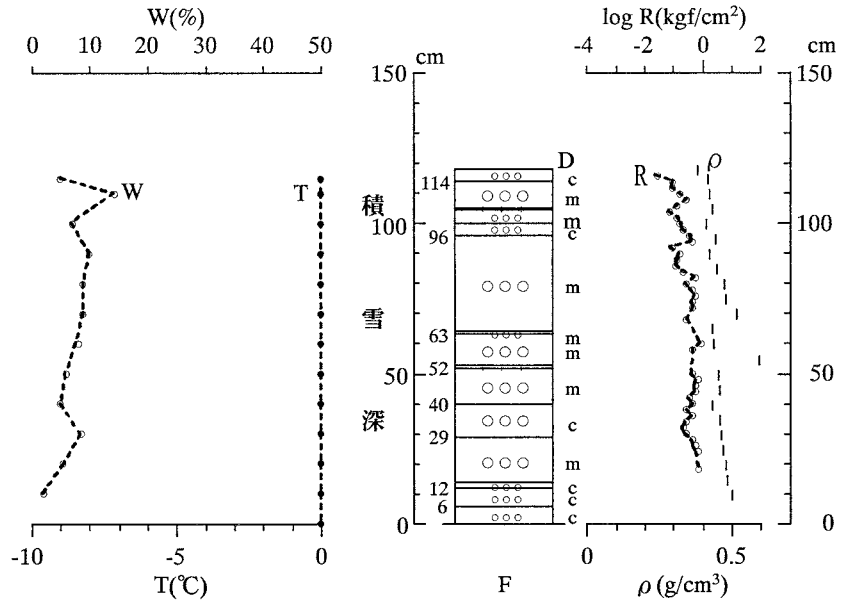 W(%)
0 10 20 30 40 50
log R(kgf/cm²)
-4 -2 0 2
cm
cm
150
150
D
ρ
W
T
R
114
c
m
積
100
100
96
m
c
m
雪
63
m
m
52
50
50
m
40
深
c
29
m
12
c
c
6
c
0
0
-10 -5 0
0 0.5
T(℃)
F
ρ (g/cm³)